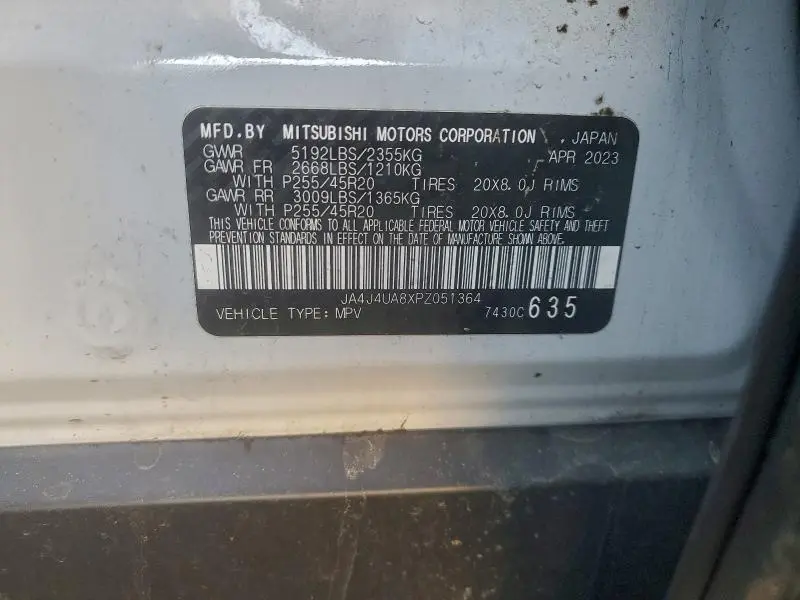 MFD.BY MITSUBISHI MOTORS CORPORATION , JAPAN
GVWR 5192LBS/2355KG APR 2023
GAWR FR 2668LBS/1210KG
WITH P255/45R20 TIRES 20X8.0J RIMS
GAWR RR 3009LBS/1365KG
WITH P255/45R20 TIRES 20X8.0J RIMS
THIS VEHICLE CONFORMS TO ALL APPLICABLE FEDERAL MOTOR VEHICLE SAFETY AND THEFT
PREVENTION STANDARDS IN EFFECT ON THE DATE OF MANUFACTURE SHOWN ABOVE.
JA4J4UA8XPZ051364
VEHICLE TYPE: MPV 7430C 635